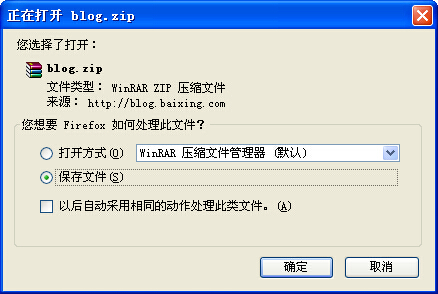 正在打开 blog.zip
您选择了打开：
blog.zip
文件类型： WinRAR ZIP 压缩文件
来源： http://blog.baixing.com
您想要 Firefox 如何处理此文件？
打开方式(O) WinRAR 压缩文件管理器 (默认)
保存文件(S)
以后自动采用相同的动作处理此类文件。(A)
确定 取消